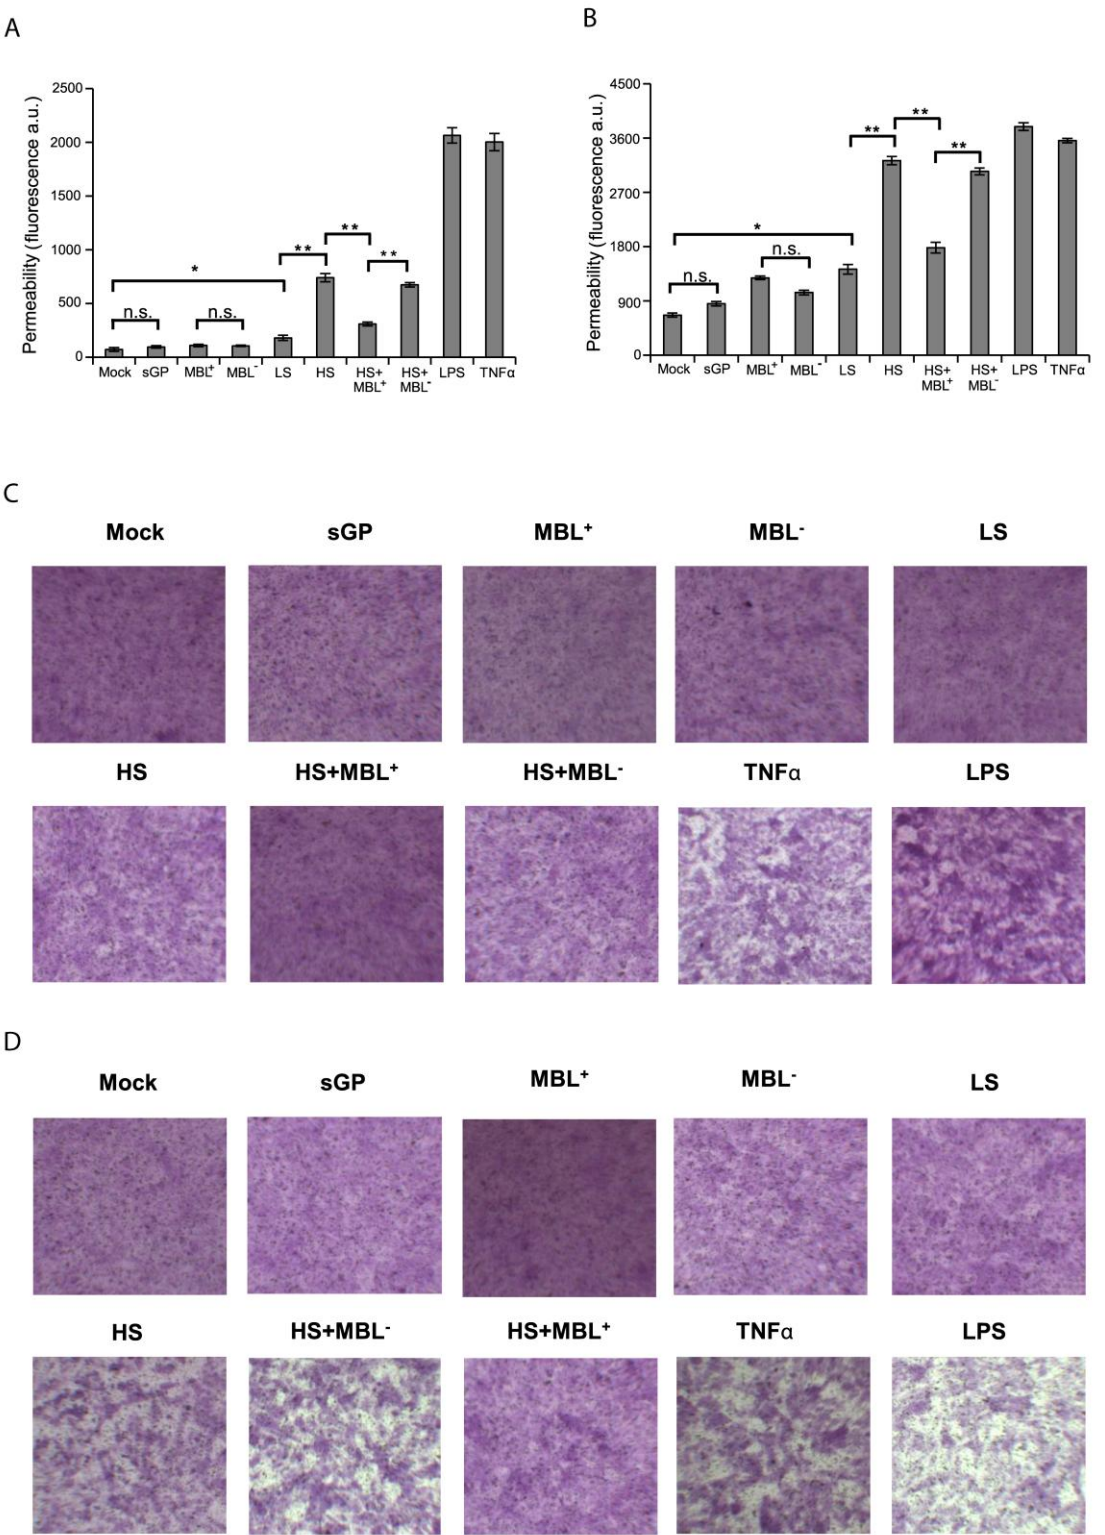 A
Permeability (fluorescence a.u.)
2500
2000
1500
1000
500
0
*
n.s.
n.s.
**
**
**
Mock sGP MBL⁺ MBL⁻ LS HS HS+ HS+ LPS TNFα
MBL⁺ MBL⁻
B
Permeability (fluorescence a.u.)
4500
3600
2700
1800
900
0
*
n.s.
n.s.
**
**
**
Mock sGP MBL⁺ MBL⁻ LS HS HS+ HS+ LPS TNFα
MBL⁺ MBL⁻
C
Mock sGP MBL⁺ MBL⁻ LS
HS HS+MBL⁺ HS+MBL⁻ TNFα LPS
D
Mock sGP MBL⁺ MBL⁻ LS
HS HS+MBL⁻ HS+MBL⁺ TNFα LPS